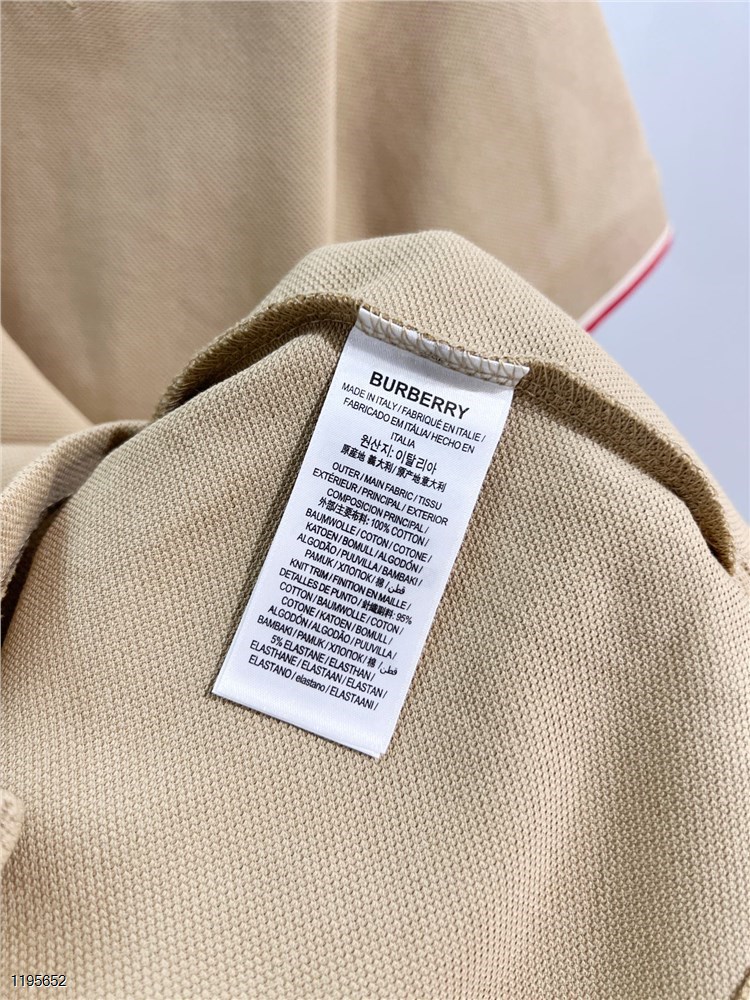 BURBERRY
MADE IN ITALY / FABRIQUÉ EN ITALIE /
FABRICADO EM ITÁLIA/ HECHO EN
ITALIA
원산지: 이탈리아
原産地 義大利 / 原产地意大利
OUTER / MAIN FABRIC / TISSU
EXTÉRIEUR / PRINCIPAL / EXTERIOR
COMPOSICION PRINCIPAL /
外部/主要布料: 100% COTTON /
BAUMWOLLE / COTON / COTONE /
KATOEN / BOMULL / ALGODÓN /
ALGODÃO / PUUVILLA / BAMBAKI /
PAMUK / ХЛОПОК / 棉 / قطن /
KNIT TRIM / FINITION EN MAILLE /
DETALLES DE PUNTO / 針織副料: 95%
COTTON / BAUMWOLLE / COTON /
COTONE / KATOEN / BOMULL /
ALGODÓN / ALGODÃO / PUUVILLA /
BAMBAKI / PAMUK / ХЛОПОК / 棉 / قطن /
5% ELASTANE / ELASTHAN /
ELASTHANE / ELASTAAN / ELASTAN /
ELASTANO / elastano / ELASTAANI /
1195652